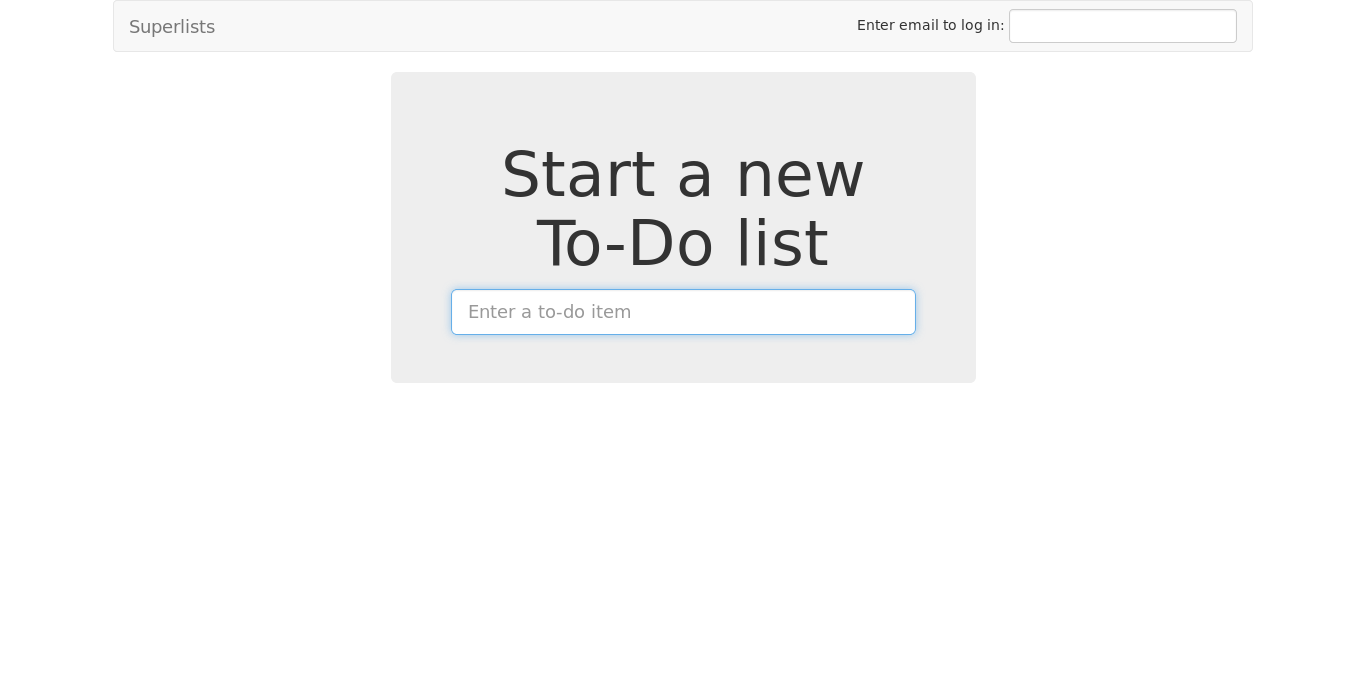 Superlists
Enter email to log in:
Start a new
To-Do list
Enter a to-do item